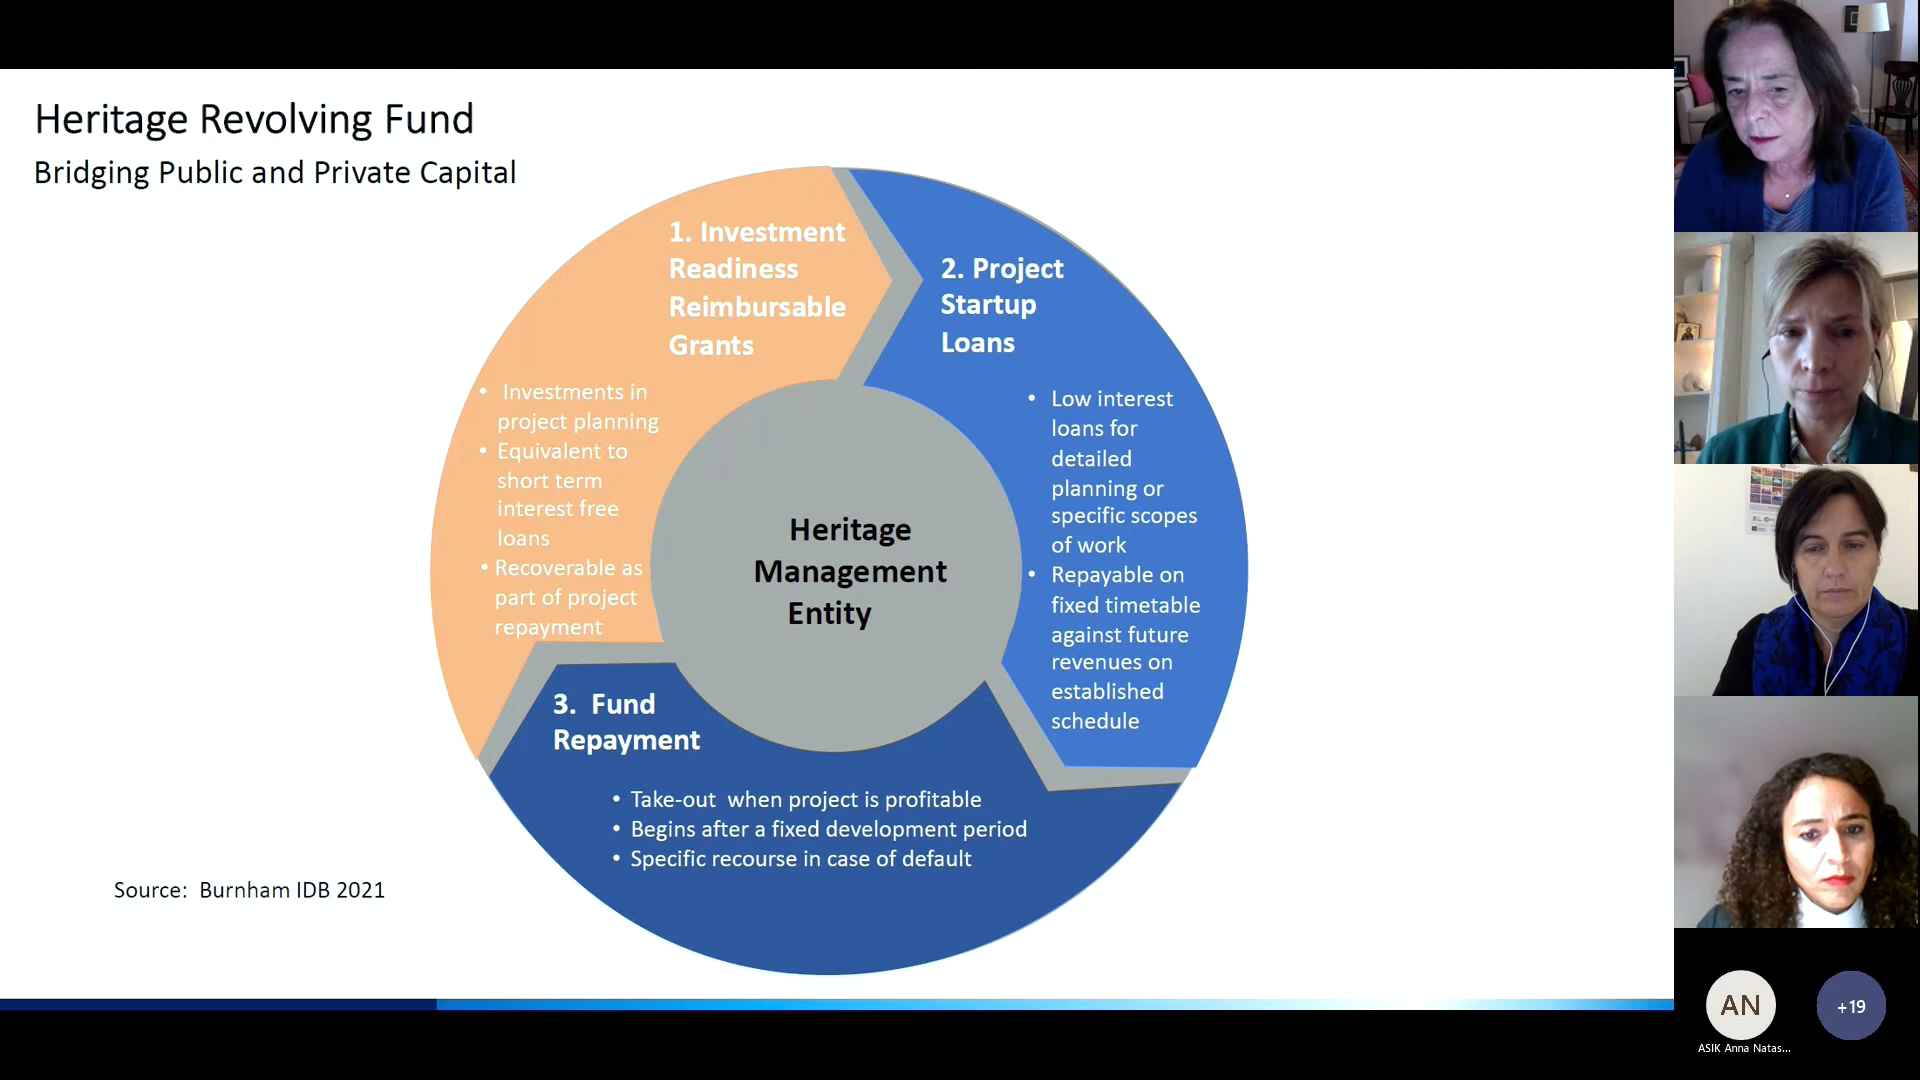 Heritage Revolving Fund
Bridging Public and Private Capital
1. Investment
Readiness
Reimbursable
Grants
• Investments in
project planning
• Equivalent to
short term
interest free
loans
• Recoverable as
part of project
repayment
2. Project
Startup
Loans
• Low interest
loans for
detailed
planning or
specific scopes
of work
• Repayable on
fixed timetable
against future
revenues on
established
schedule
Heritage
Management
Entity
3. Fund
Repayment
• Take-out when project is profitable
• Begins after a fixed development period
• Specific recourse in case of default
Source: Burnham IDB 2021
AN
+19
ASIK Anna Natas...